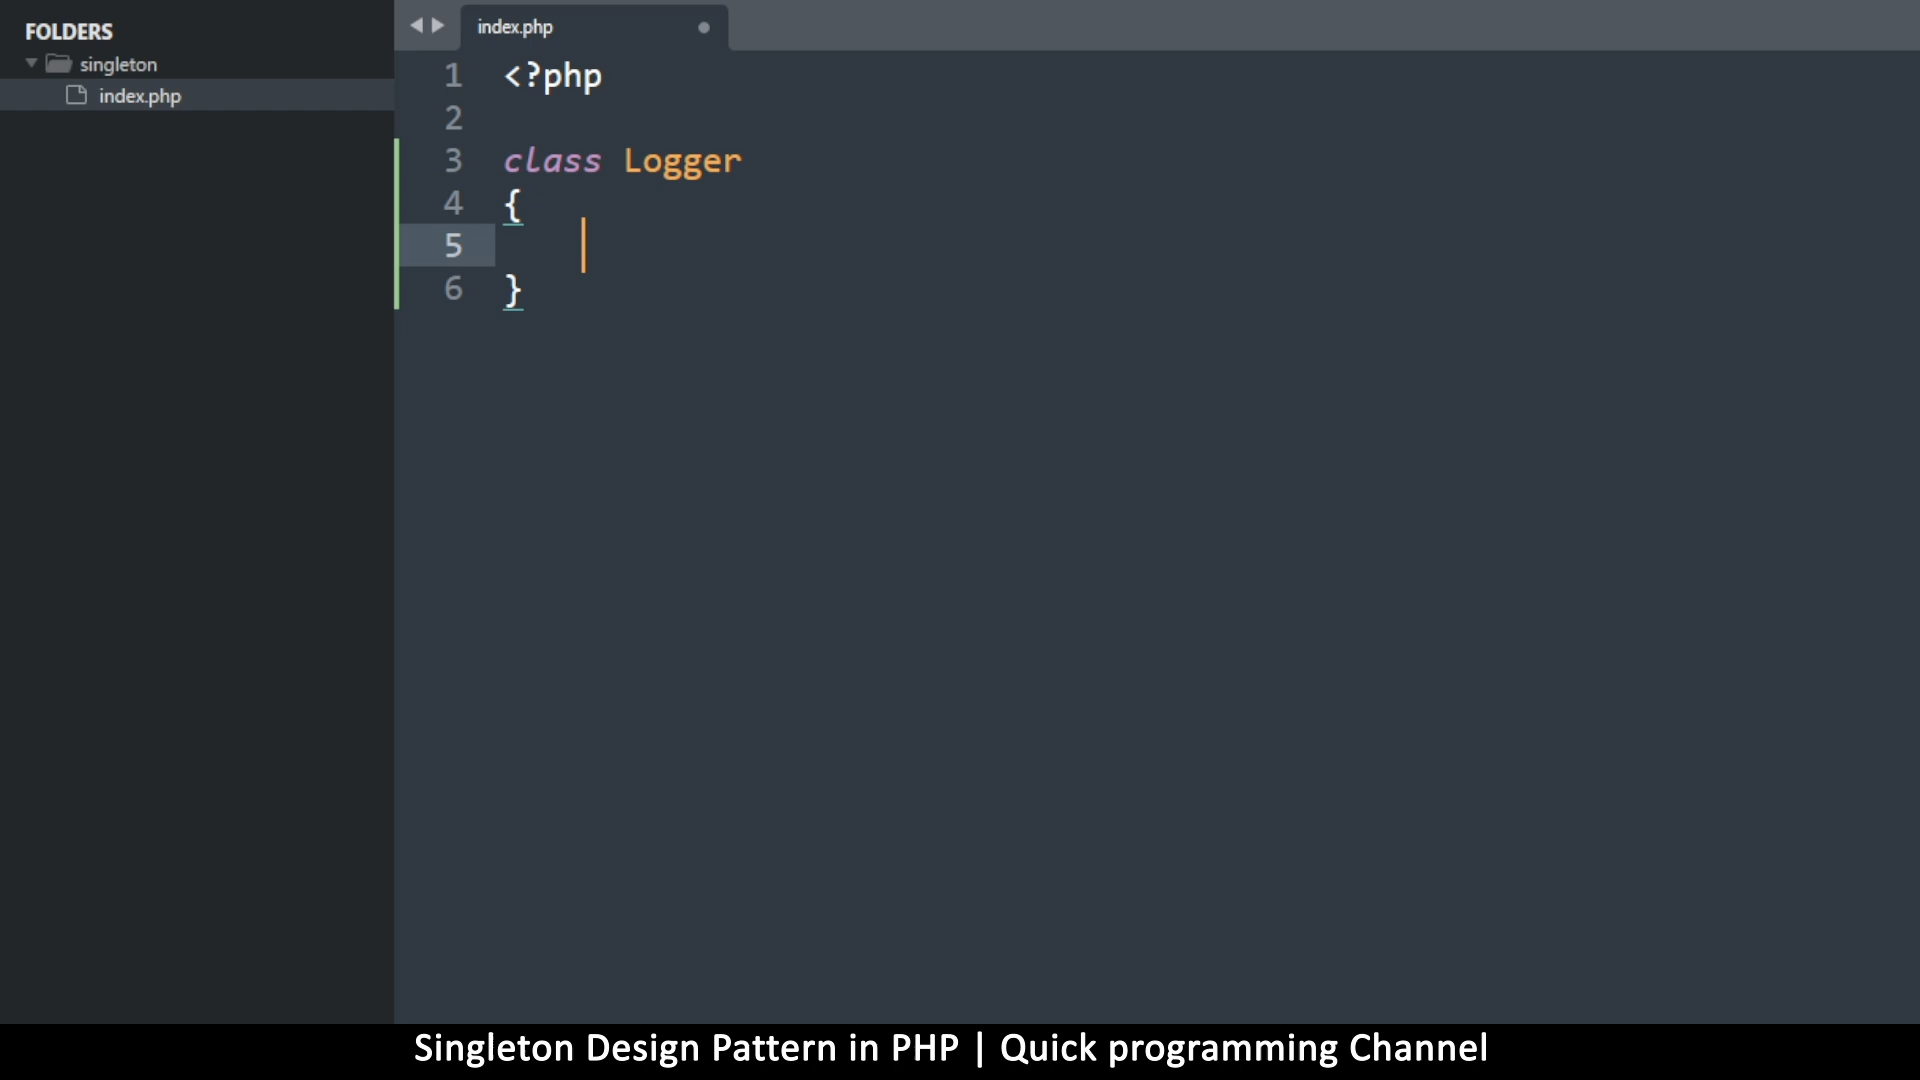 FOLDERS
singleton
index.php
index.php
1 <?php
2
3 class Logger
4 {
5
6 }
Singleton Design Pattern in PHP | Quick programming Channel